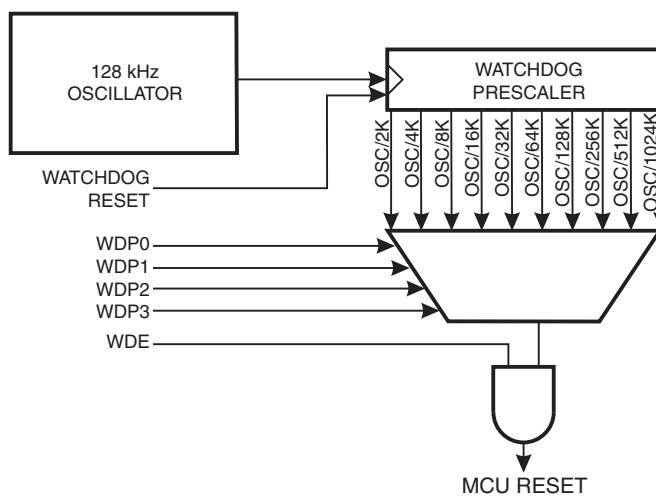 128 kHz
OSCILLATOR
WATCHDOG
PRESCALER
OSC/2K
OSC/4K
OSC/8K
OSC/16K
OSC/32K
OSC/64K
OSC/128K
OSC/256K
OSC/512K
OSC/1024K
WATCHDOG
RESET
WDP0
WDP1
WDP2
WDP3
WDE
MCU RESET